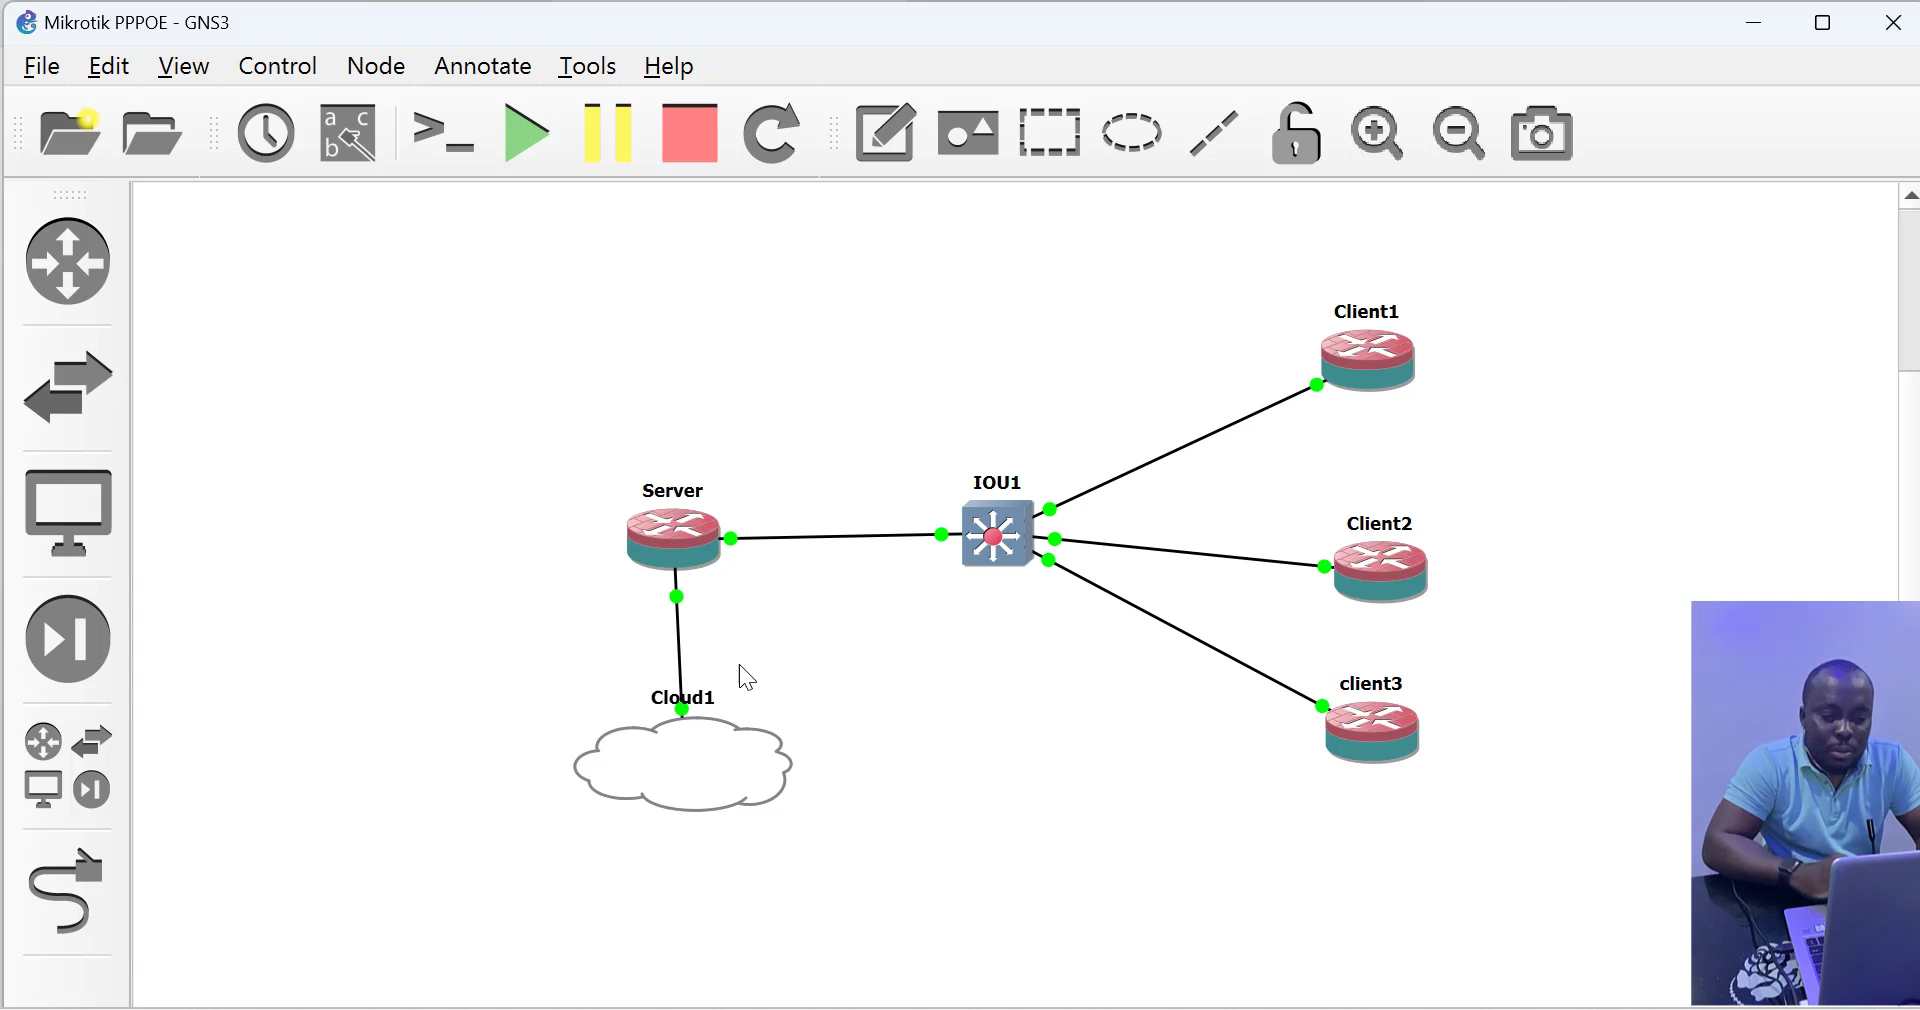 Mikrotik PPPOE - GNS3
File Edit View Control Node Annotate Tools Help
a c
b
Client1
IOU1
Server
Client2
client3
Cloud1